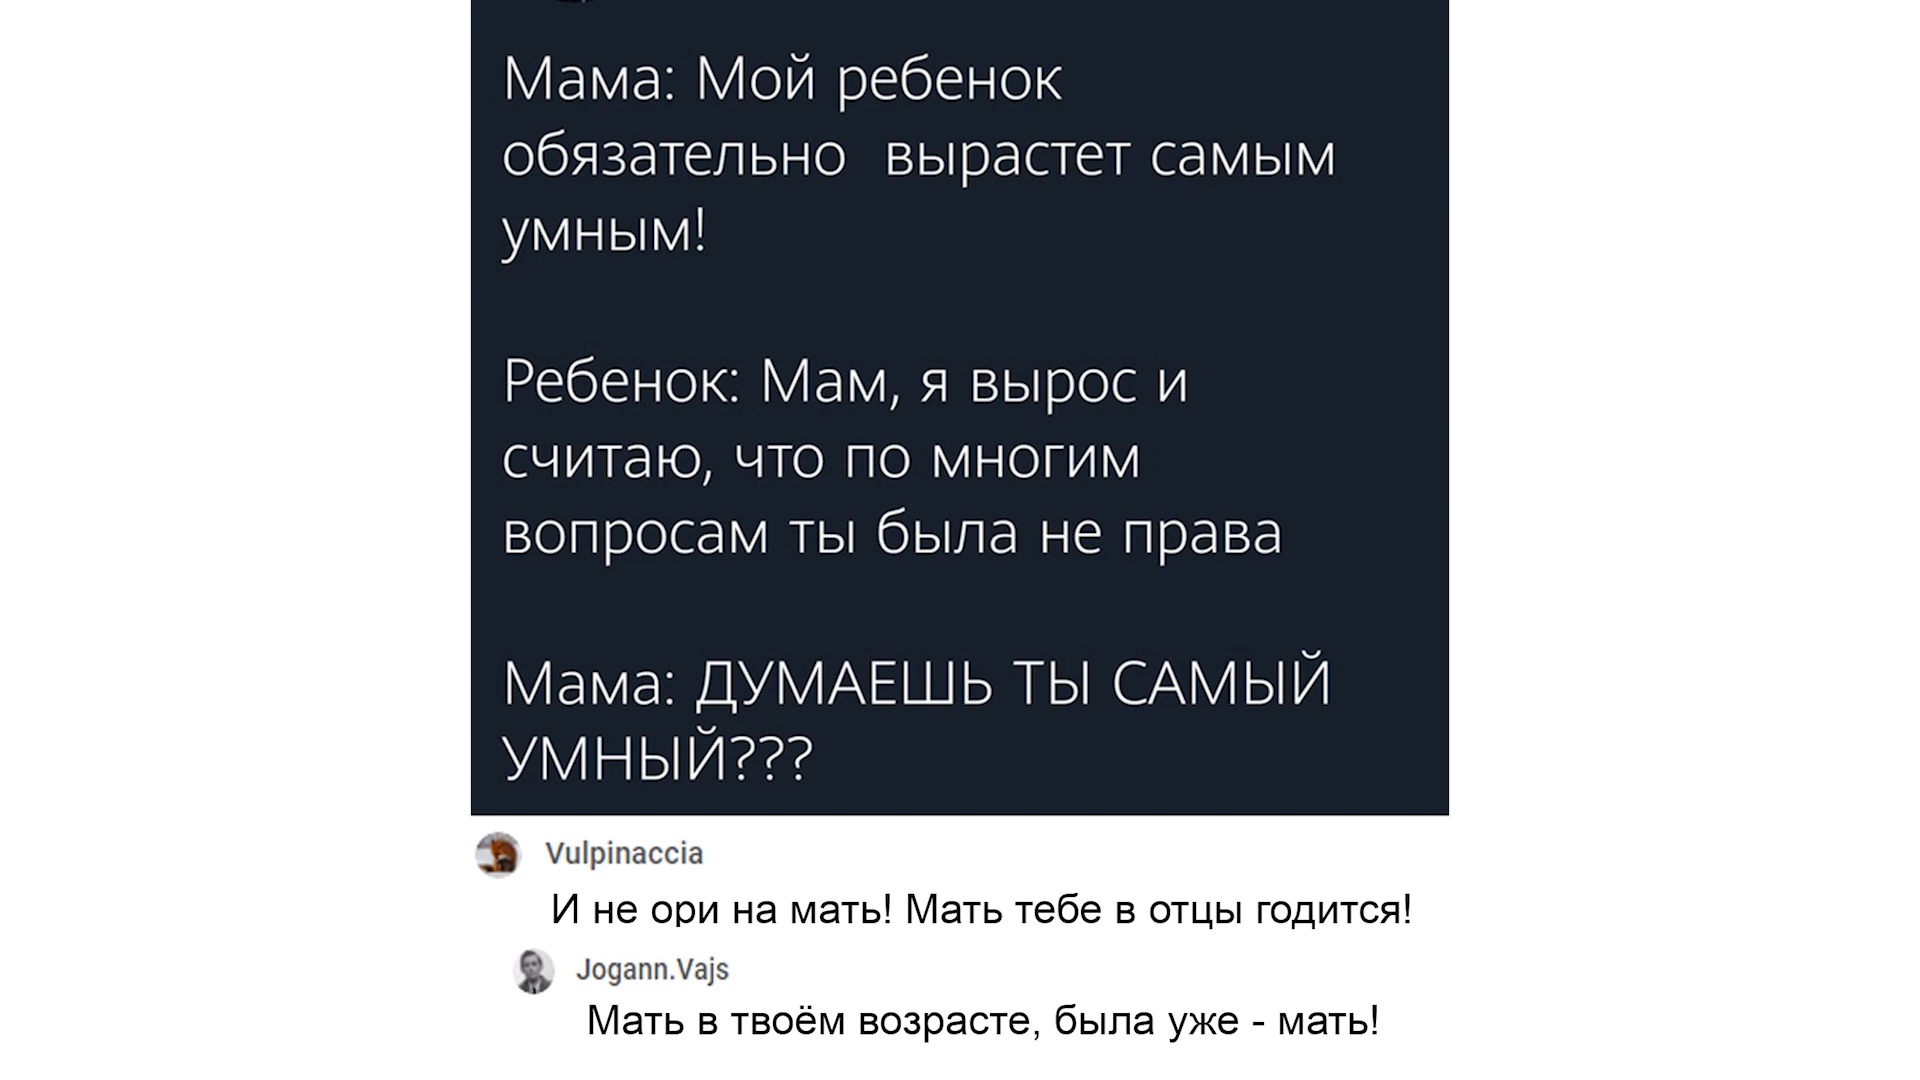 Мама: Мой ребенок
обязательно  вырастет самым
умным!
Ребенок: Мам, я вырос и
считаю, что по многим
вопросам ты была не права
Мама: ДУМАЕШЬ ТЫ САМЫЙ
УМНЫЙ???
Vulpinaccia
И не ори на мать! Мать тебе в отцы годится!
Jogann.Vajs
Мать в твоём возрасте, была уже - мать!